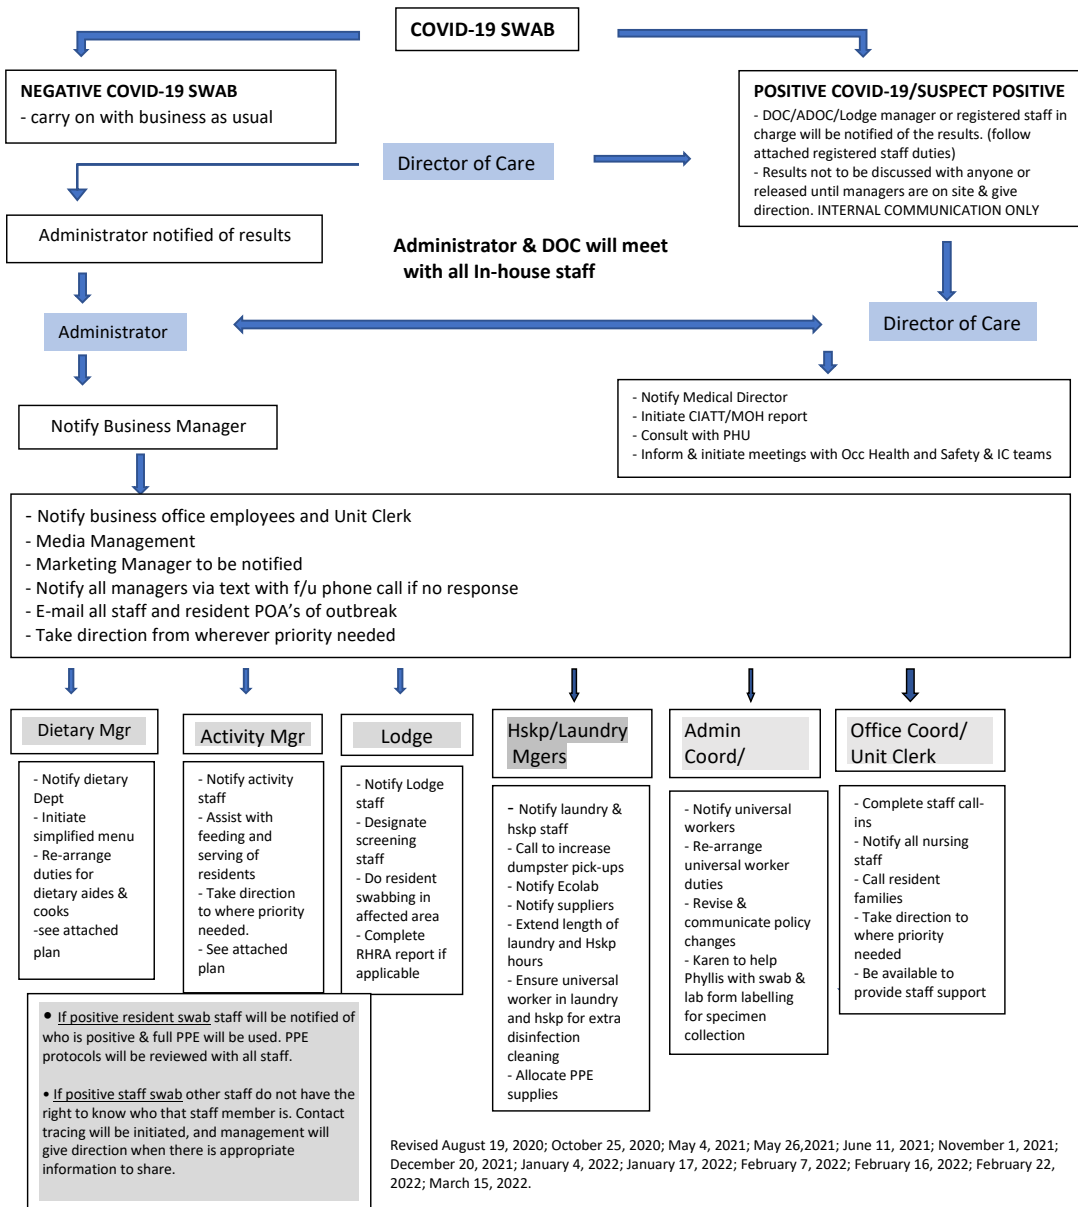 COVID-19 SWAB
NEGATIVE COVID-19 SWAB
- carry on with business as usual
POSITIVE COVID-19/SUSPECT POSITIVE
- DOC/ADOC/Lodge manager or registered staff in
charge will be notified of the results. (follow
attached registered staff duties)
- Results not to be discussed with anyone or
released until managers are on site & give
direction. INTERNAL COMMUNICATION ONLY
Director of Care
Administrator notified of results
Administrator & DOC will meet
with all In-house staff
Administrator
Director of Care
Notify Business Manager
- Notify Medical Director
- Initiate CIATT/MOH report
- Consult with PHU
- Inform & initiate meetings with Occ Health and Safety & IC teams
- Notify business office employees and Unit Clerk
- Media Management
- Marketing Manager to be notified
- Notify all managers via text with f/u phone call if no response
- E-mail all staff and resident POA's of outbreak
- Take direction from wherever priority needed
Dietary Mgr
- Notify dietary
Dept
- Initiate
simplified menu
- Re-arrange
duties for
dietary aides &
cooks
-see attached
plan
Activity Mgr
- Notify activity
staff
- Assist with
feeding and
serving of
residents
- Take direction
to where priority
needed.
- See attached
plan
Lodge
- Notify Lodge
staff
- Designate
screening
staff
- Do resident
swabbing in
affected area
- Complete
RHRA report if
applicable
Hskp/Laundry
Mgers
- Notify laundry &
hskp staff
- Call to increase
dumpster pick-ups
- Notify Ecolab
- Notify suppliers
- Extend length of
laundry and Hskp
hours
- Ensure universal
worker in laundry
and hskp for extra
disinfection
cleaning
- Allocate PPE
supplies
Admin
Coord/
- Notify universal
workers
- Re-arrange
universal worker
duties
- Revise &
communicate policy
changes
- Karen to help
Phyllis with swab &
lab form labelling
for specimen
collection
Office Coord/
Unit Clerk
- Complete staff call-
ins
- Notify all nursing
staff
- Call resident
families
- Take direction to
where priority
needed
- Be available to
provide staff support
• If positive resident swab staff will be notified of
who is positive & full PPE will be used. PPE
protocols will be reviewed with all staff.
• If positive staff swab other staff do not have the
right to know who that staff member is. Contact
tracing will be initiated, and management will
give direction when there is appropriate
information to share.
Revised August 19, 2020; October 25, 2020; May 4, 2021; May 26,2021; June 11, 2021; November 1, 2021;
December 20, 2021; January 4, 2022; January 17, 2022; February 7, 2022; February 16, 2022; February 22,
2022; March 15, 2022.